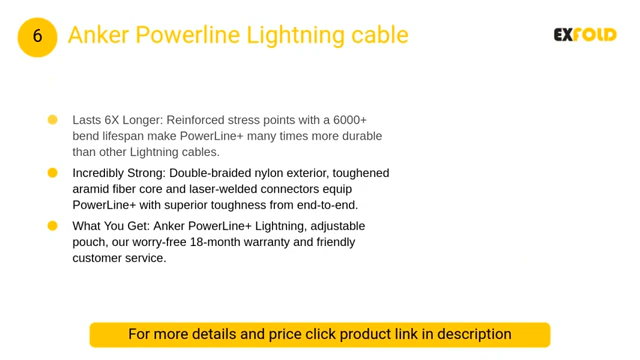 6 Anker Powerline Lightning cable
EXFOLD
Lasts 6X Longer: Reinforced stress points with a 6000+
bend lifespan make PowerLine+ many times more durable
than other Lightning cables.
Incredibly Strong: Double-braided nylon exterior, toughened
aramid fiber core and laser-welded connectors equip
PowerLine+ with superior toughness from end-to-end.
What You Get: Anker PowerLine+ Lightning, adjustable
pouch, our worry-free 18-month warranty and friendly
customer service.
For more details and price click product link in description